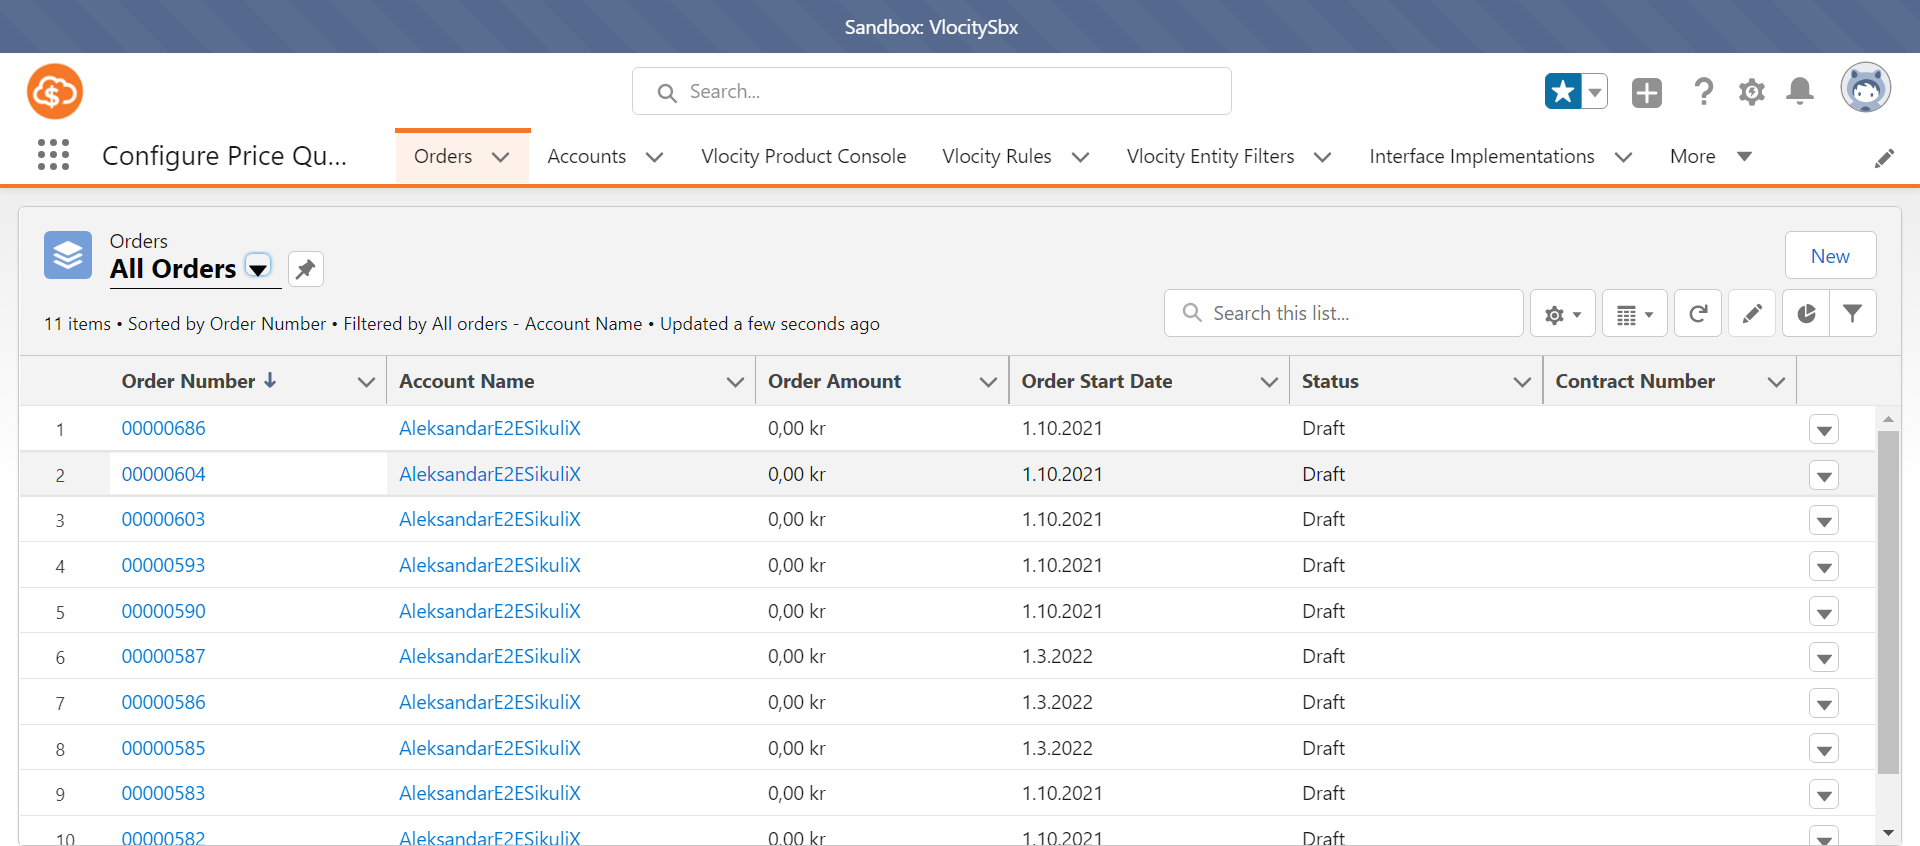 Sandbox: VlocitySbx
Search...
Configure Price Qu...
Orders
Accounts
Vlocity Product Console
Vlocity Rules
Vlocity Entity Filters
Interface Implementations
More
Orders
All Orders
New
11 items • Sorted by Order Number • Filtered by All orders - Account Name • Updated a few seconds ago
Search this list...
Order Number Account Name Order Amount Order Start Date Status Contract Number
1 00000686 AleksandarE2ESikuliX 0,00 kr 1.10.2021 Draft
2 00000604 AleksandarE2ESikuliX 0,00 kr 1.10.2021 Draft
3 00000603 AleksandarE2ESikuliX 0,00 kr 1.10.2021 Draft
4 00000593 AleksandarE2ESikuliX 0,00 kr 1.10.2021 Draft
5 00000590 AleksandarE2ESikuliX 0,00 kr 1.10.2021 Draft
6 00000587 AleksandarE2ESikuliX 0,00 kr 1.3.2022 Draft
7 00000586 AleksandarE2ESikuliX 0,00 kr 1.3.2022 Draft
8 00000585 AleksandarE2ESikuliX 0,00 kr 1.3.2022 Draft
9 00000583 AleksandarE2ESikuliX 0,00 kr 1.10.2021 Draft
10 00000582 AleksandarE2ESikuliX 0,00 kr 1.10.2021 Draft